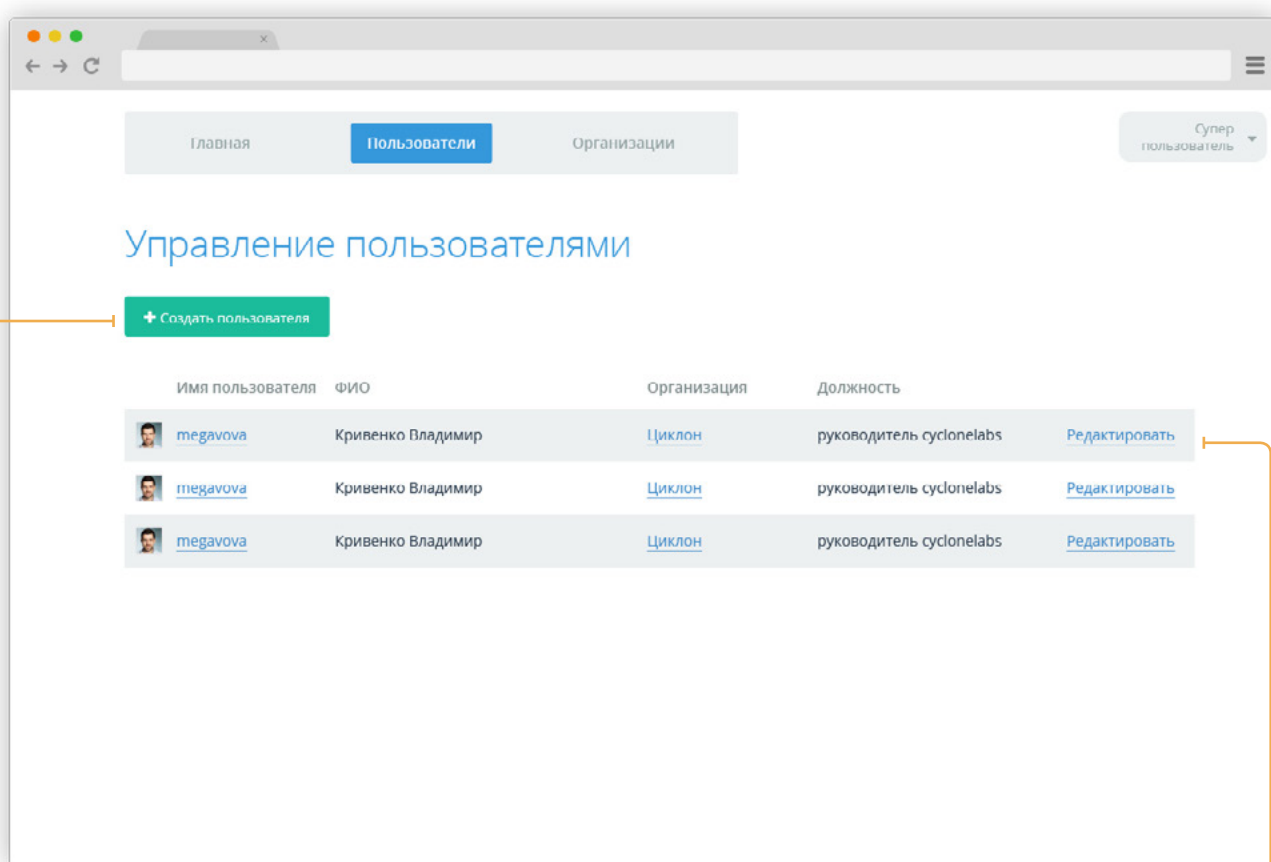 Главная Пользователи Организации
Супер
пользователь
Управление пользователями
+ Создать пользователя
Имя пользователя ФИО Организация Должность
megavova Кривенко Владимир Циклон руководитель cyclonelabs Редактировать
megavova Кривенко Владимир Циклон руководитель cyclonelabs Редактировать
megavova Кривенко Владимир Циклон руководитель cyclonelabs Редактировать